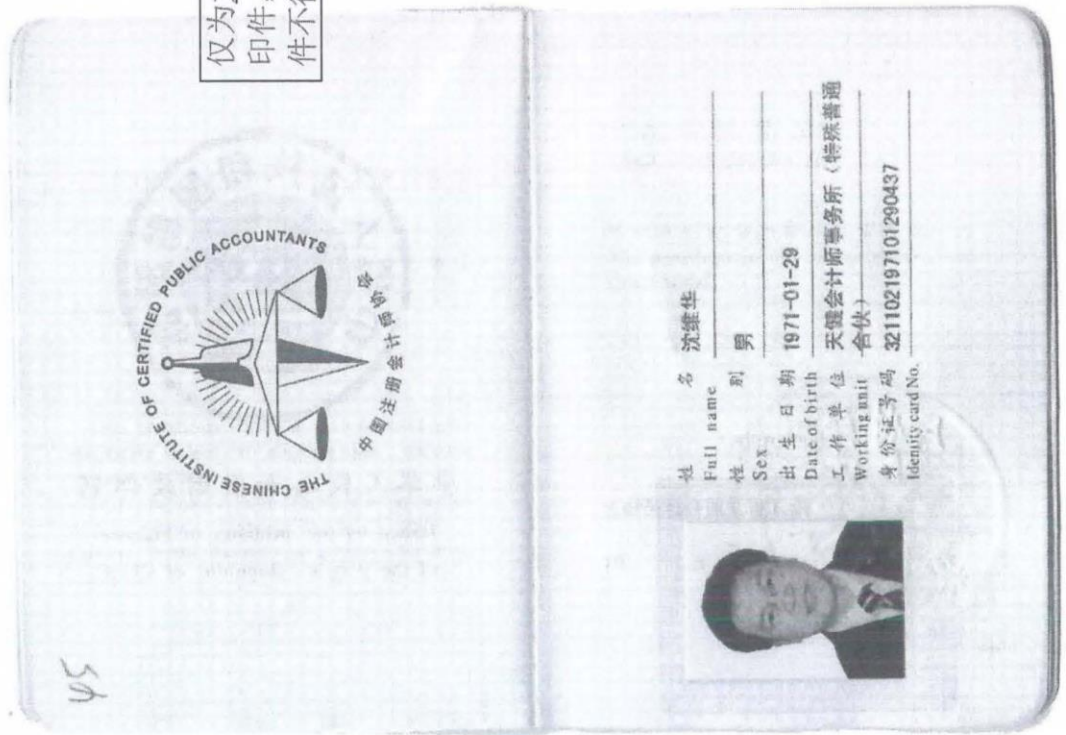 45
仅为
印件
件不得
THE CHINESE INSTITUTE OF CERTIFIED PUBLIC ACCOUNTANTS
中国注册会计师协会
姓 名 沈维华
Full name
性 别 男
Sex
出 生 日 期 1971-01-29
Date of birth
工 作 单 位 天健会计师事务所（特殊普通
Working unit 合伙）
身 份 证 号 码 321102197101290437
Identity card No.